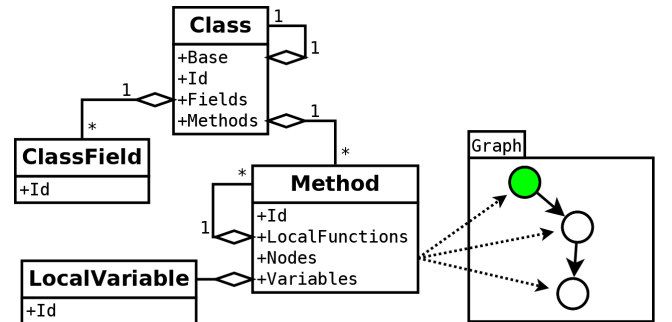 Class
1
1
+Base
+Id
+Fields
+Methods
1
*
1
*
ClassField
+Id
Method
+Id
+LocalFunctions
+Nodes
+Variables
*
1
LocalVariable
+Id
Graph